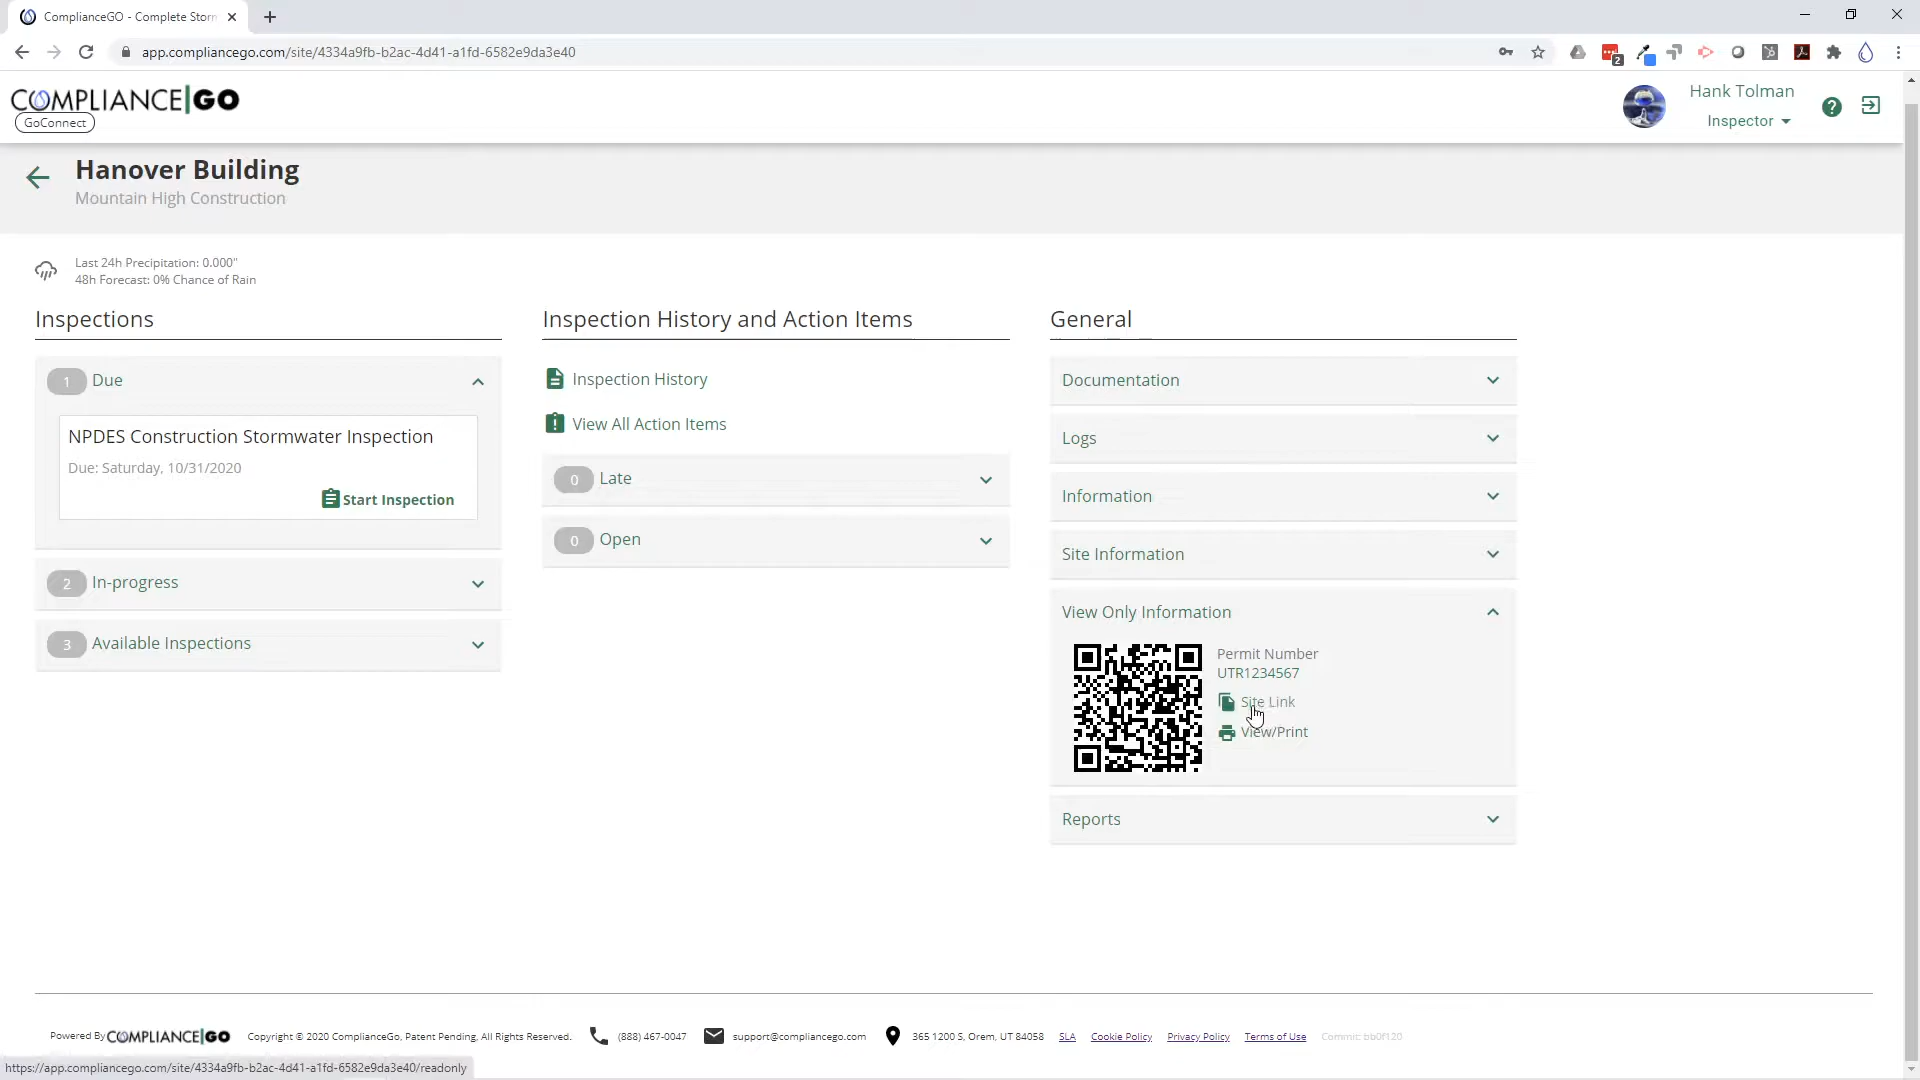 ComplianceGO - Complete Storm
app.compliancego.com/site/4334a9fb-b2ac-4d41-a1fd-6582e9da3e40
2
COMPLIANCE|GO
GoConnect
Hank Tolman
Inspector
Hanover Building
Mountain High Construction
Last 24h Precipitation: 0.000"
48h Forecast: 0% Chance of Rain
Inspections
1 Due
NPDES Construction Stormwater Inspection
Due: Saturday, 10/31/2020
Start Inspection
2 In-progress
3 Available Inspections
Inspection History and Action Items
Inspection History
View All Action Items
0 Late
0 Open
General
Documentation
Logs
Information
Site Information
View Only Information
Permit Number
UTR1234567
Site Link
View/Print
Reports
Powered By COMPLIANCE|GO Copyright © 2020 ComplianceGo, Patent Pending, All Rights Reserved. (888) 467-0047 support@compliancego.com 365 1200 S, Orem, UT 84058 SLA Cookie Policy Privacy Policy Terms of Use Commit: bb0f120
https://app.compliancego.com/site/4334a9fb-b2ac-4d41-a1fd-6582e9da3e40/readonly